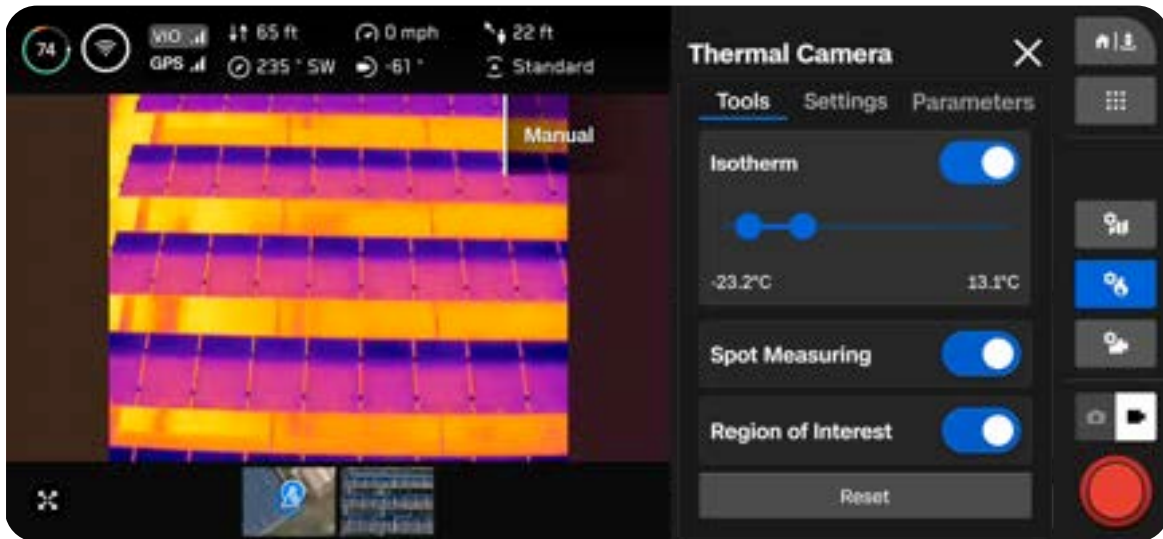 74
VIO
65 ft
0 mph
22 ft
GPS
235 ° SW
-61 °
Standard
Manual
Thermal Camera
Tools
Settings
Parameters
Isotherm
-23.2°C
13.1°C
Spot Measuring
Region of Interest
Reset